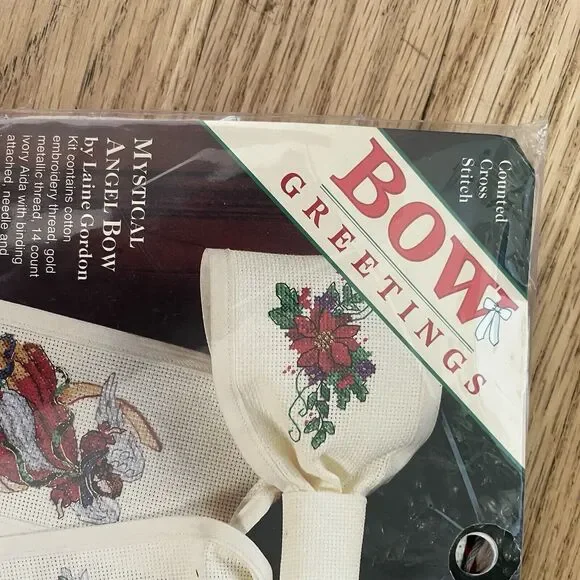 Counted
Cross
Stitch
BOW
GREETINGS
MYSTICAL
ANGEL BOW
by Laine Gordon
Kit contains cotton
embroidery thread, gold
metallic thread, 14 count
ivory Aida with binding
attached, needle and